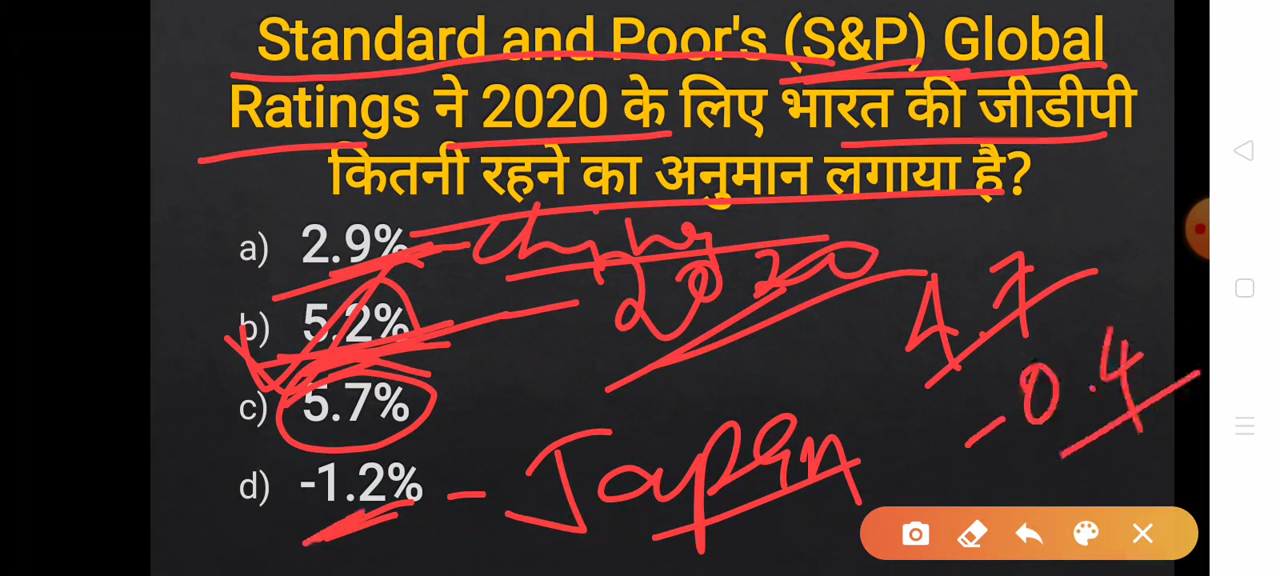 Standard and Poor's (S&P) Global
Ratings ने 2020 के लिए भारत की जीडीपी
कितनी रहने का अनुमान लगाया है?
a) 2.9%
2020
b) 5.2%
4.7
c) 5.7%
-0.4
d) -1.2% - Japan